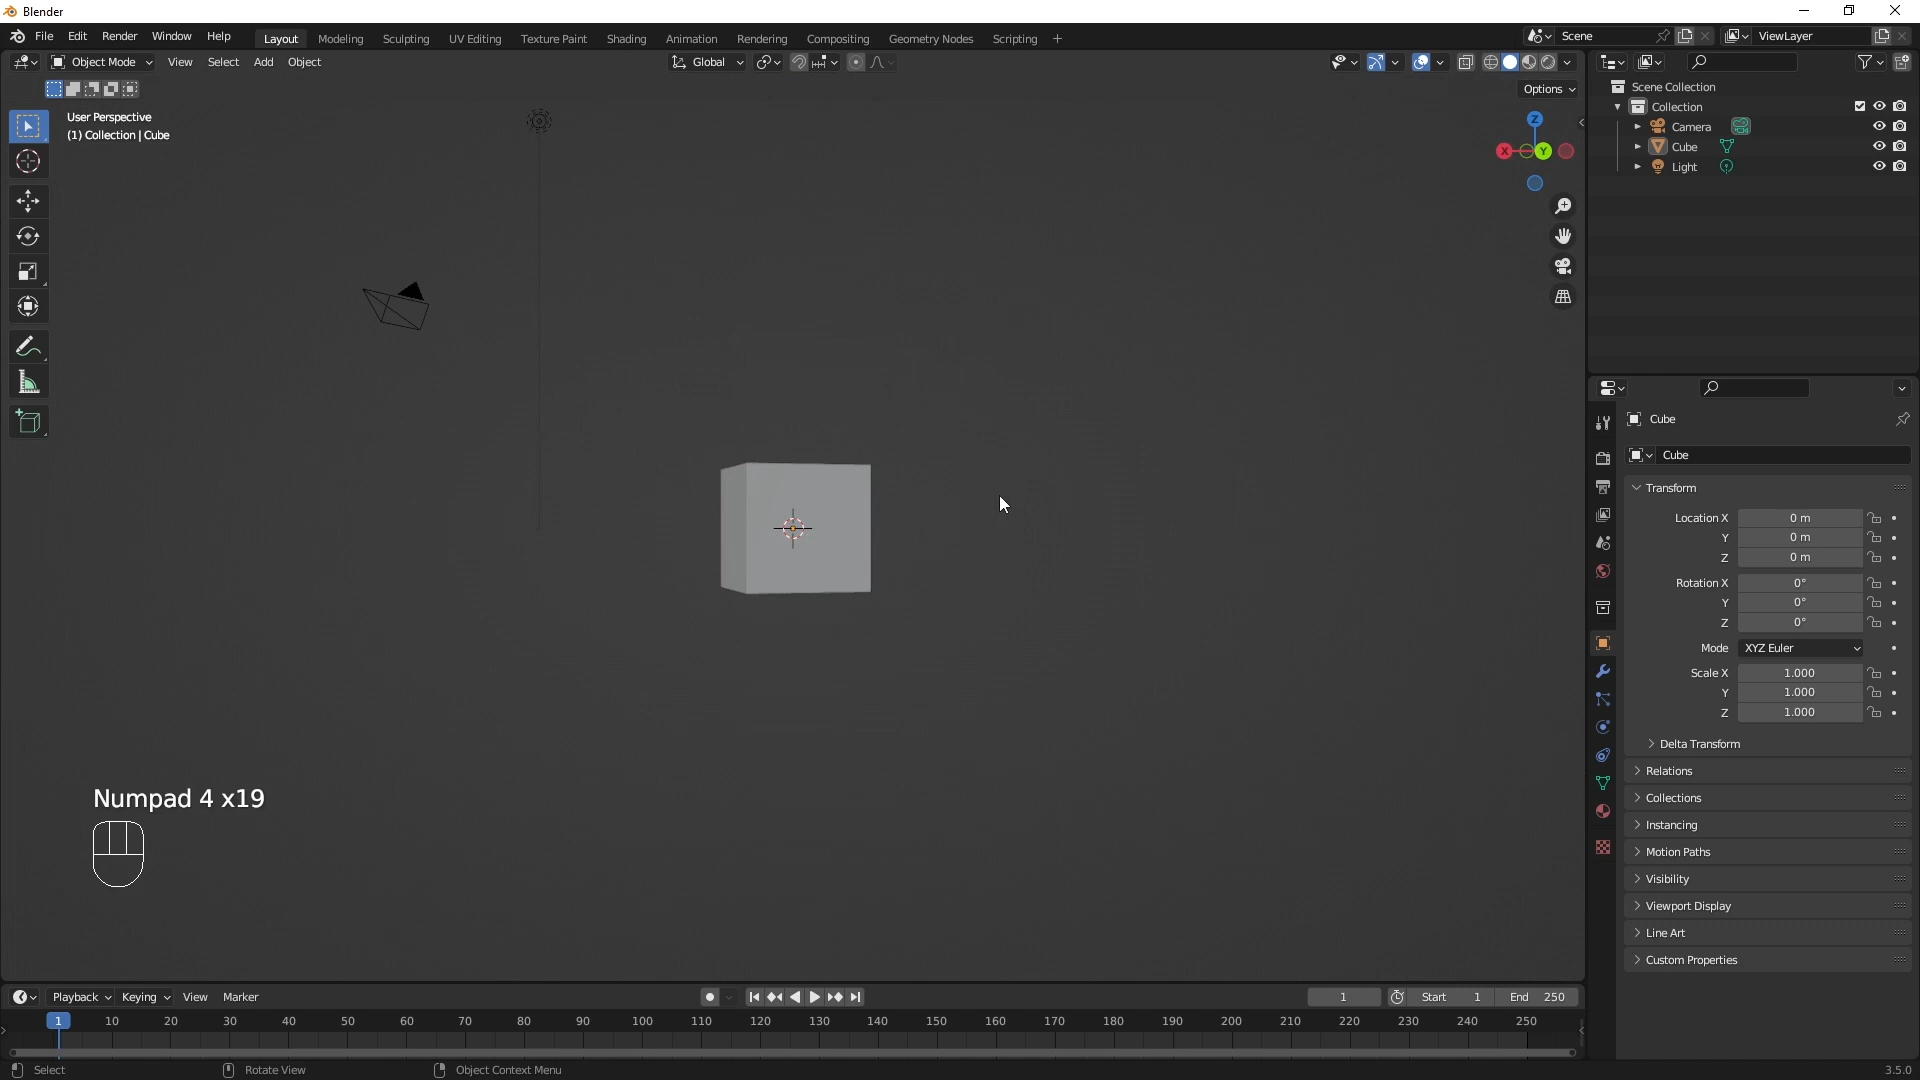 Blender
File Edit Render Window Help Layout Modeling Sculpting UV Editing Texture Paint Shading Animation Rendering Compositing Geometry Nodes Scripting + Scene ViewLayer
Object Mode View Select Add Object Global
Options
User Perspective
(1) Collection | Cube
Z
X
Y
Scene Collection
Collection
Camera
Cube
Light
Cube
Cube
Transform
Location X 0 m
Y 0 m
Z 0 m
Rotation X 0°
Y 0°
Z 0°
Mode XYZ Euler
Scale X 1.000
Y 1.000
Z 1.000
Delta Transform
Relations
Collections
Instancing
Motion Paths
Visibility
Viewport Display
Line Art
Custom Properties
Numpad 4 x19
Playback Keying View Marker 1 Start 1 End 250
1 10 20 30 40 50 60 70 80 90 100 110 120 130 140 150 160 170 180 190 200 210 220 230 240 250
Select Rotate View Object Context Menu 3.5.0